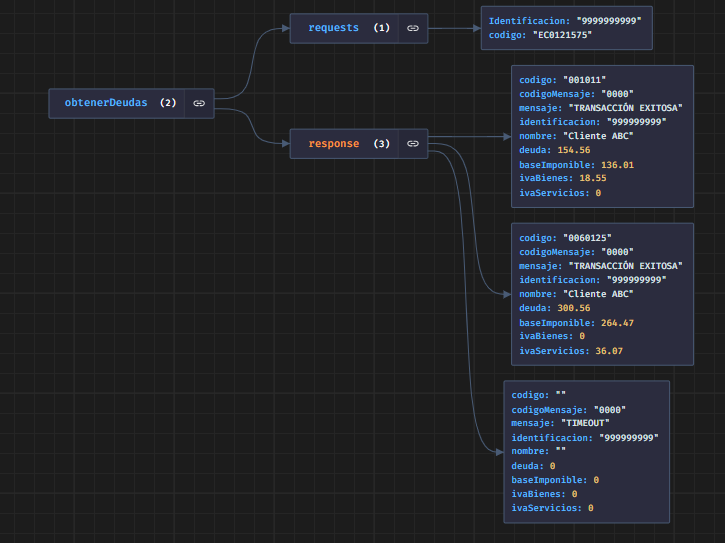 obtenerDeudas (2)
requests (1)
Identificacion: "9999999999"
codigo: "EC0121575"
response (3)
codigo: "001011"
codigoMensaje: "0000"
mensaje: "TRANSACCIÓN EXITOSA"
identificacion: "999999999"
nombre: "Cliente ABC"
deuda: 154.56
baseImponible: 136.01
ivaBienes: 18.55
ivaServicios: 0
codigo: "0060125"
codigoMensaje: "0000"
mensaje: "TRANSACCIÓN EXITOSA"
identificacion: "999999999"
nombre: "Cliente ABC"
deuda: 300.56
baseImponible: 264.47
ivaBienes: 0
ivaServicios: 36.07
codigo: ""
codigoMensaje: "0000"
mensaje: "TIMEOUT"
identificacion: "999999999"
nombre: ""
deuda: 0
baseImponible: 0
ivaBienes: 0
ivaServicios: 0